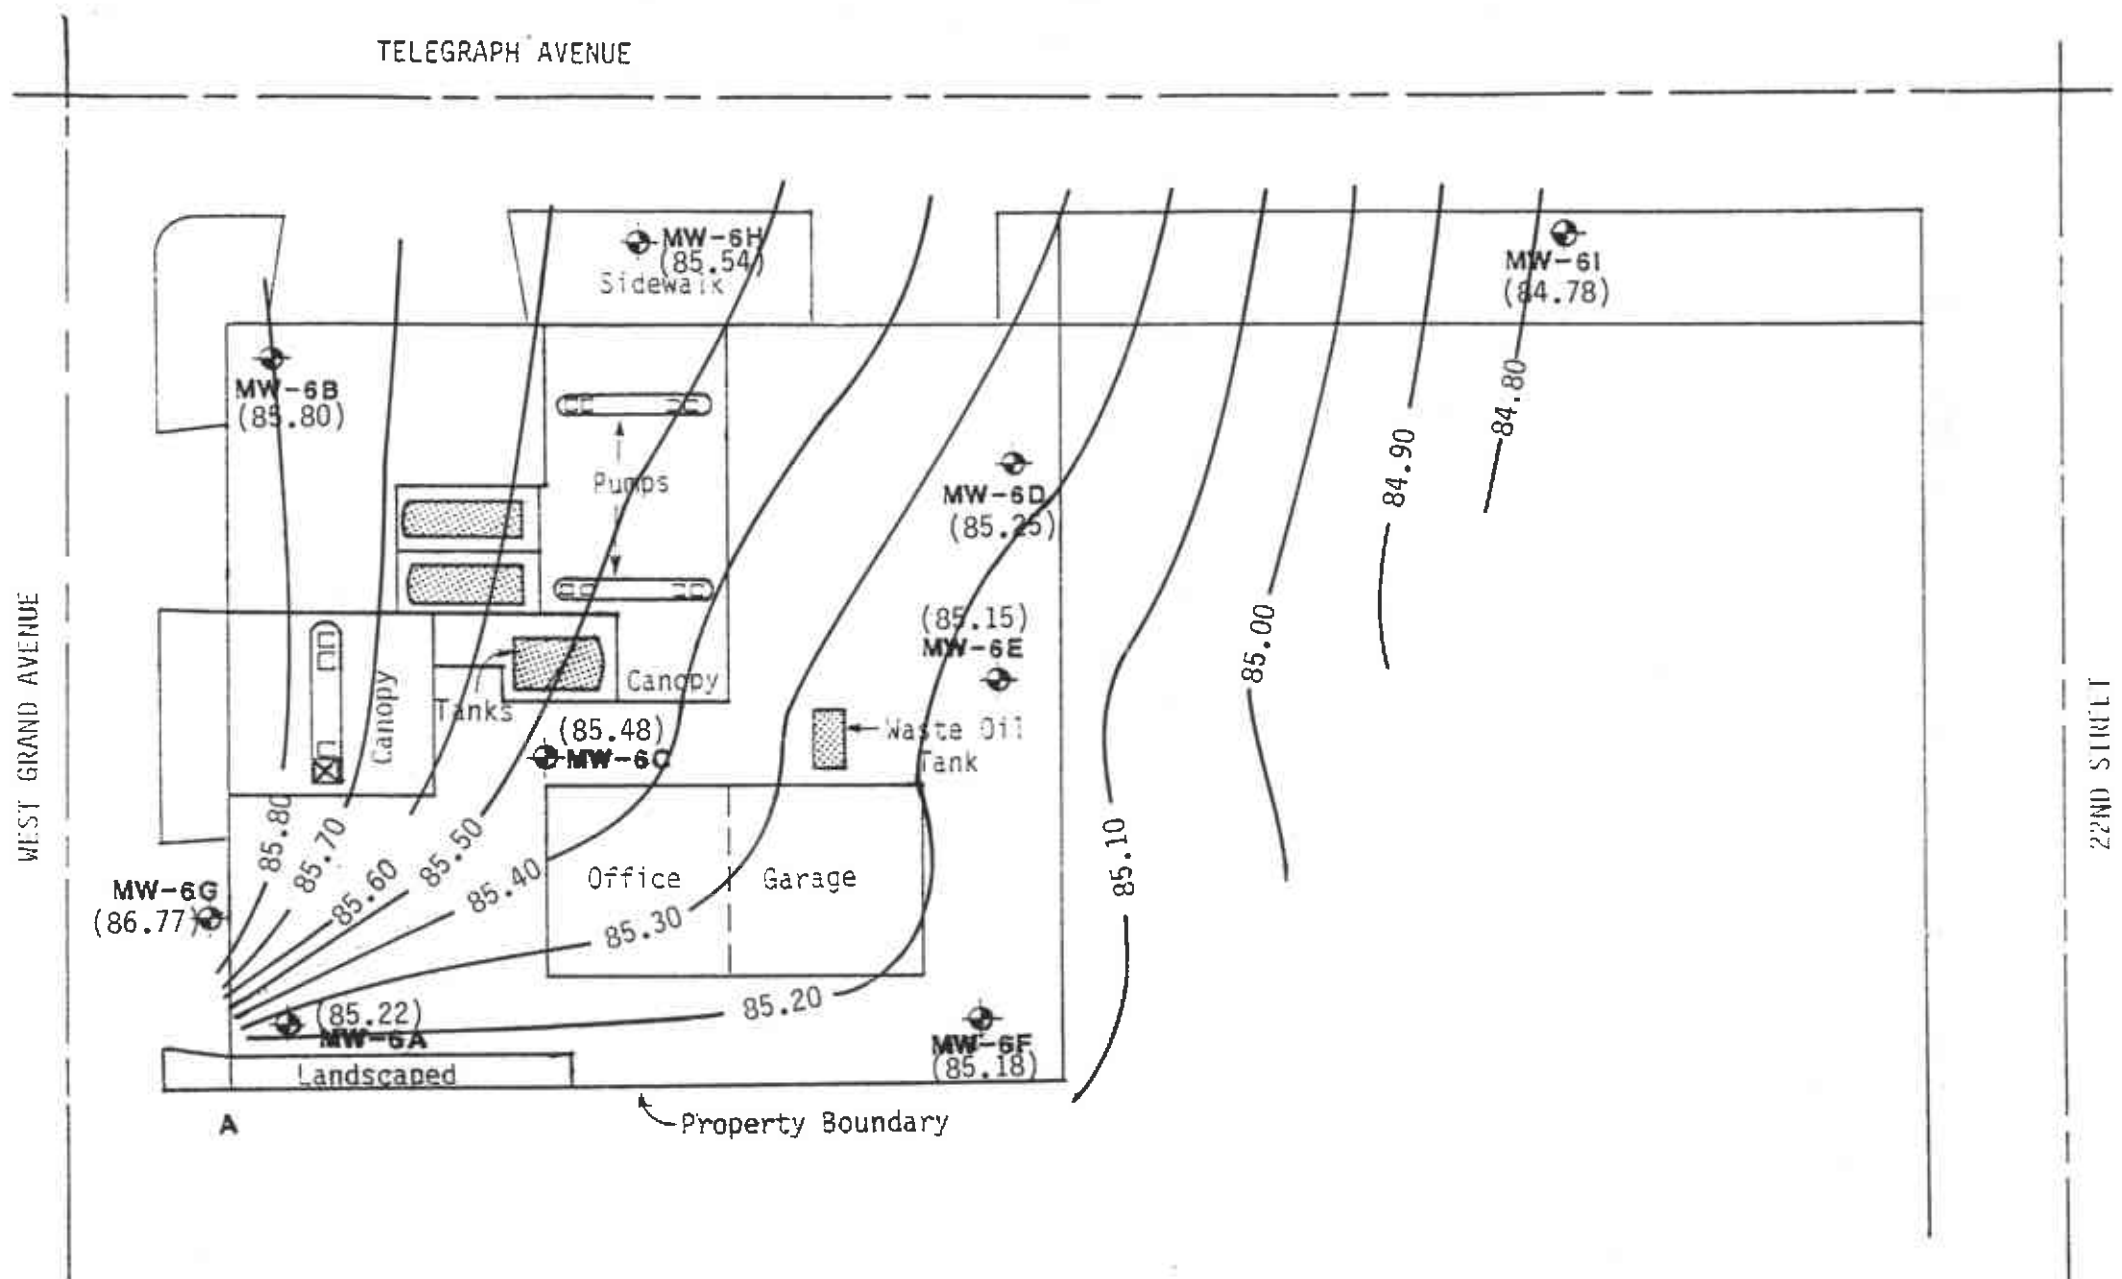 TELEGRAPH AVENUE
MW-6H
(85.54)
Sidewalk
MW-6I
(84.78)
MW-6B
(85.80)
84.80
84.90
Pumps
MW-6D
(85.25)
(85.15)
MW-6E
85.00
WEST GRAND AVENUE
Canopy
Canopy
Tanks
(85.48)
MW-6C
Waste Oil
Tank
22ND STREET
85.80
85.70
85.60
85.50
85.40
85.30
85.20
85.10
Office
Garage
MW-6G
(86.77)
(85.22)
MW-6A
MW-6F
(85.18)
Landscaped
A
Property Boundary